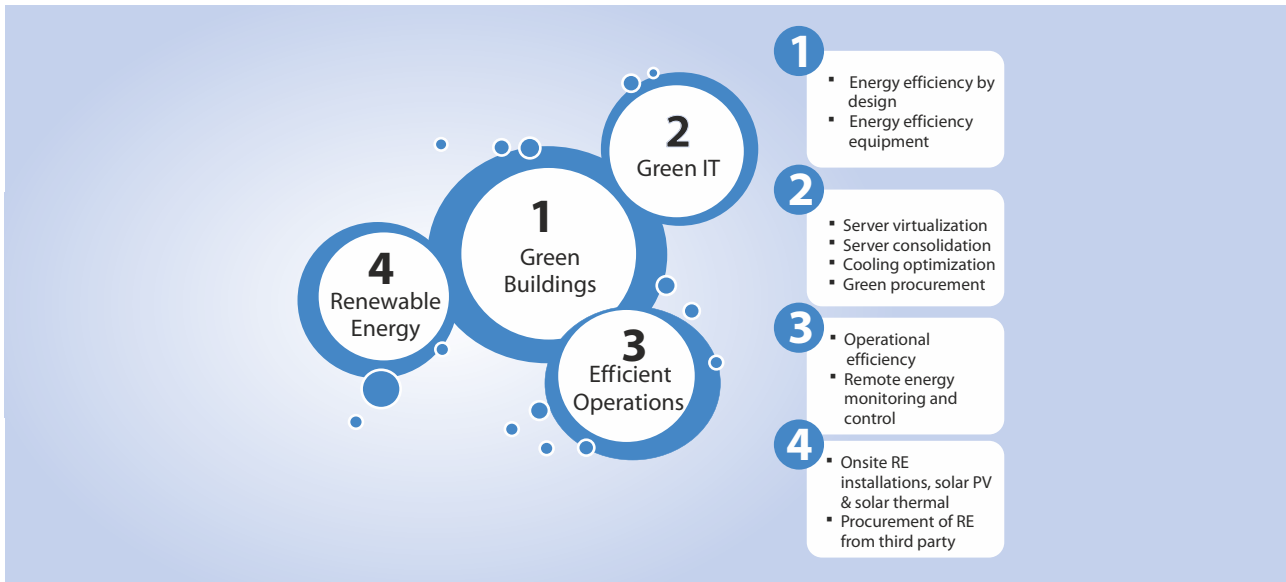 1
Green
Buildings
2
Green IT
3
Efficient
Operations
4
Renewable
Energy
1
▪ Energy efficiency by
design
▪ Energy efficiency
equipment
2
▪ Server virtualization
▪ Server consolidation
▪ Cooling optimization
▪ Green procurement
3
▪ Operational
efficiency
▪ Remote energy
monitoring and
control
4
▪ Onsite RE
installations, solar PV
& solar thermal
▪ Procurement of RE
from third party